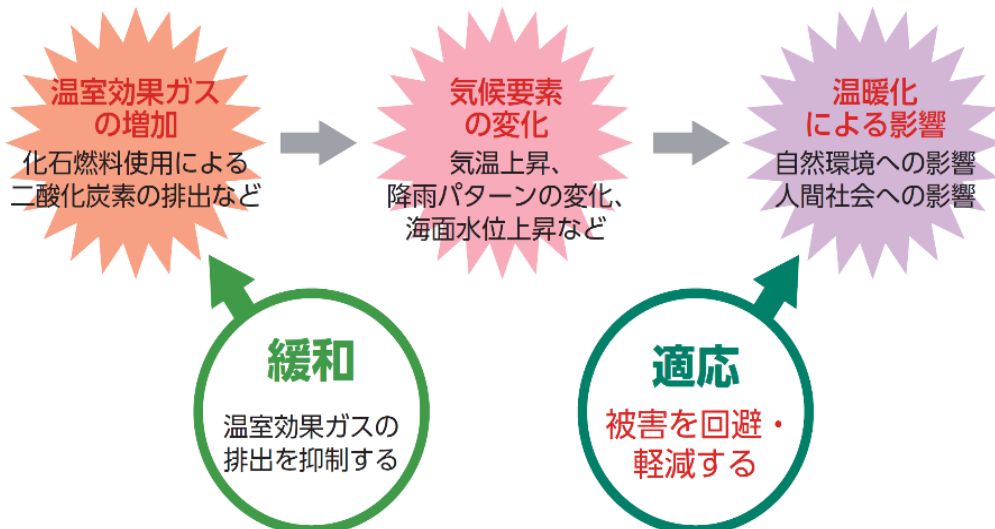 温室効果ガス
の増加
化石燃料使用による
二酸化炭素の排出など
気候要素
の変化
気温上昇、
降雨パターンの変化、
海面水位上昇など
温暖化
による影響
自然環境への影響
人間社会への影響
緩和
温室効果ガスの
排出を抑制する
適応
被害を回避・
軽減する